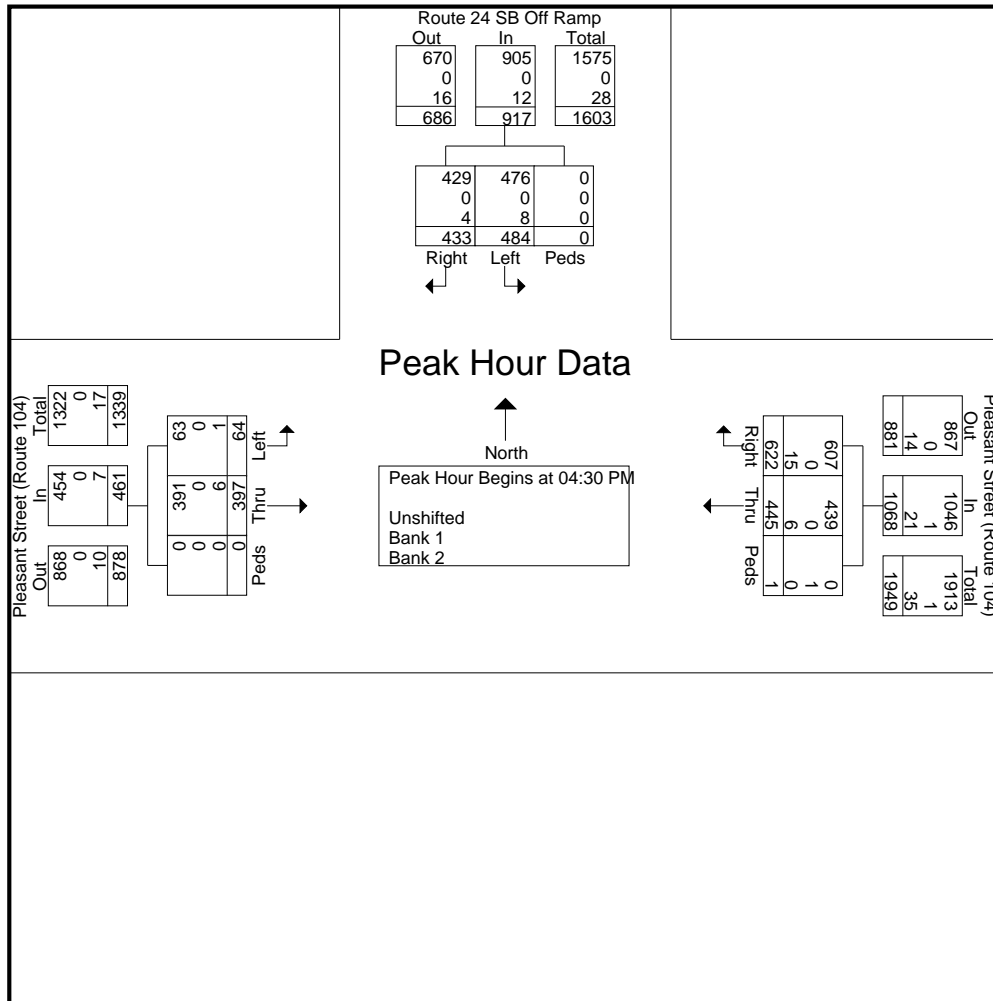 Route 24 SB Off Ramp
Out In Total
670 905 1575
0 0 0
16 12 28
686 917 1603
429 476 0
0 0 0
4 8 0
433 484 0
Right Left Peds
Peak Hour Data
North
Peak Hour Begins at 04:30 PM
Unshifted
Bank 1
Bank 2
Pleasant Street (Route 104)
Out In Total
868 454 1322
0 0 0
10 7 17
878 461 1339
Peds Thru Left
0 391 63
0 0 0
0 6 1
0 397 64
Pleasant Street (Route 104)
Out In Total
867 1046 1913
0 1 1
14 21 35
881 1068 1949
607 439 0
0 0 1
15 6 0
622 445 1
Right Thru Peds